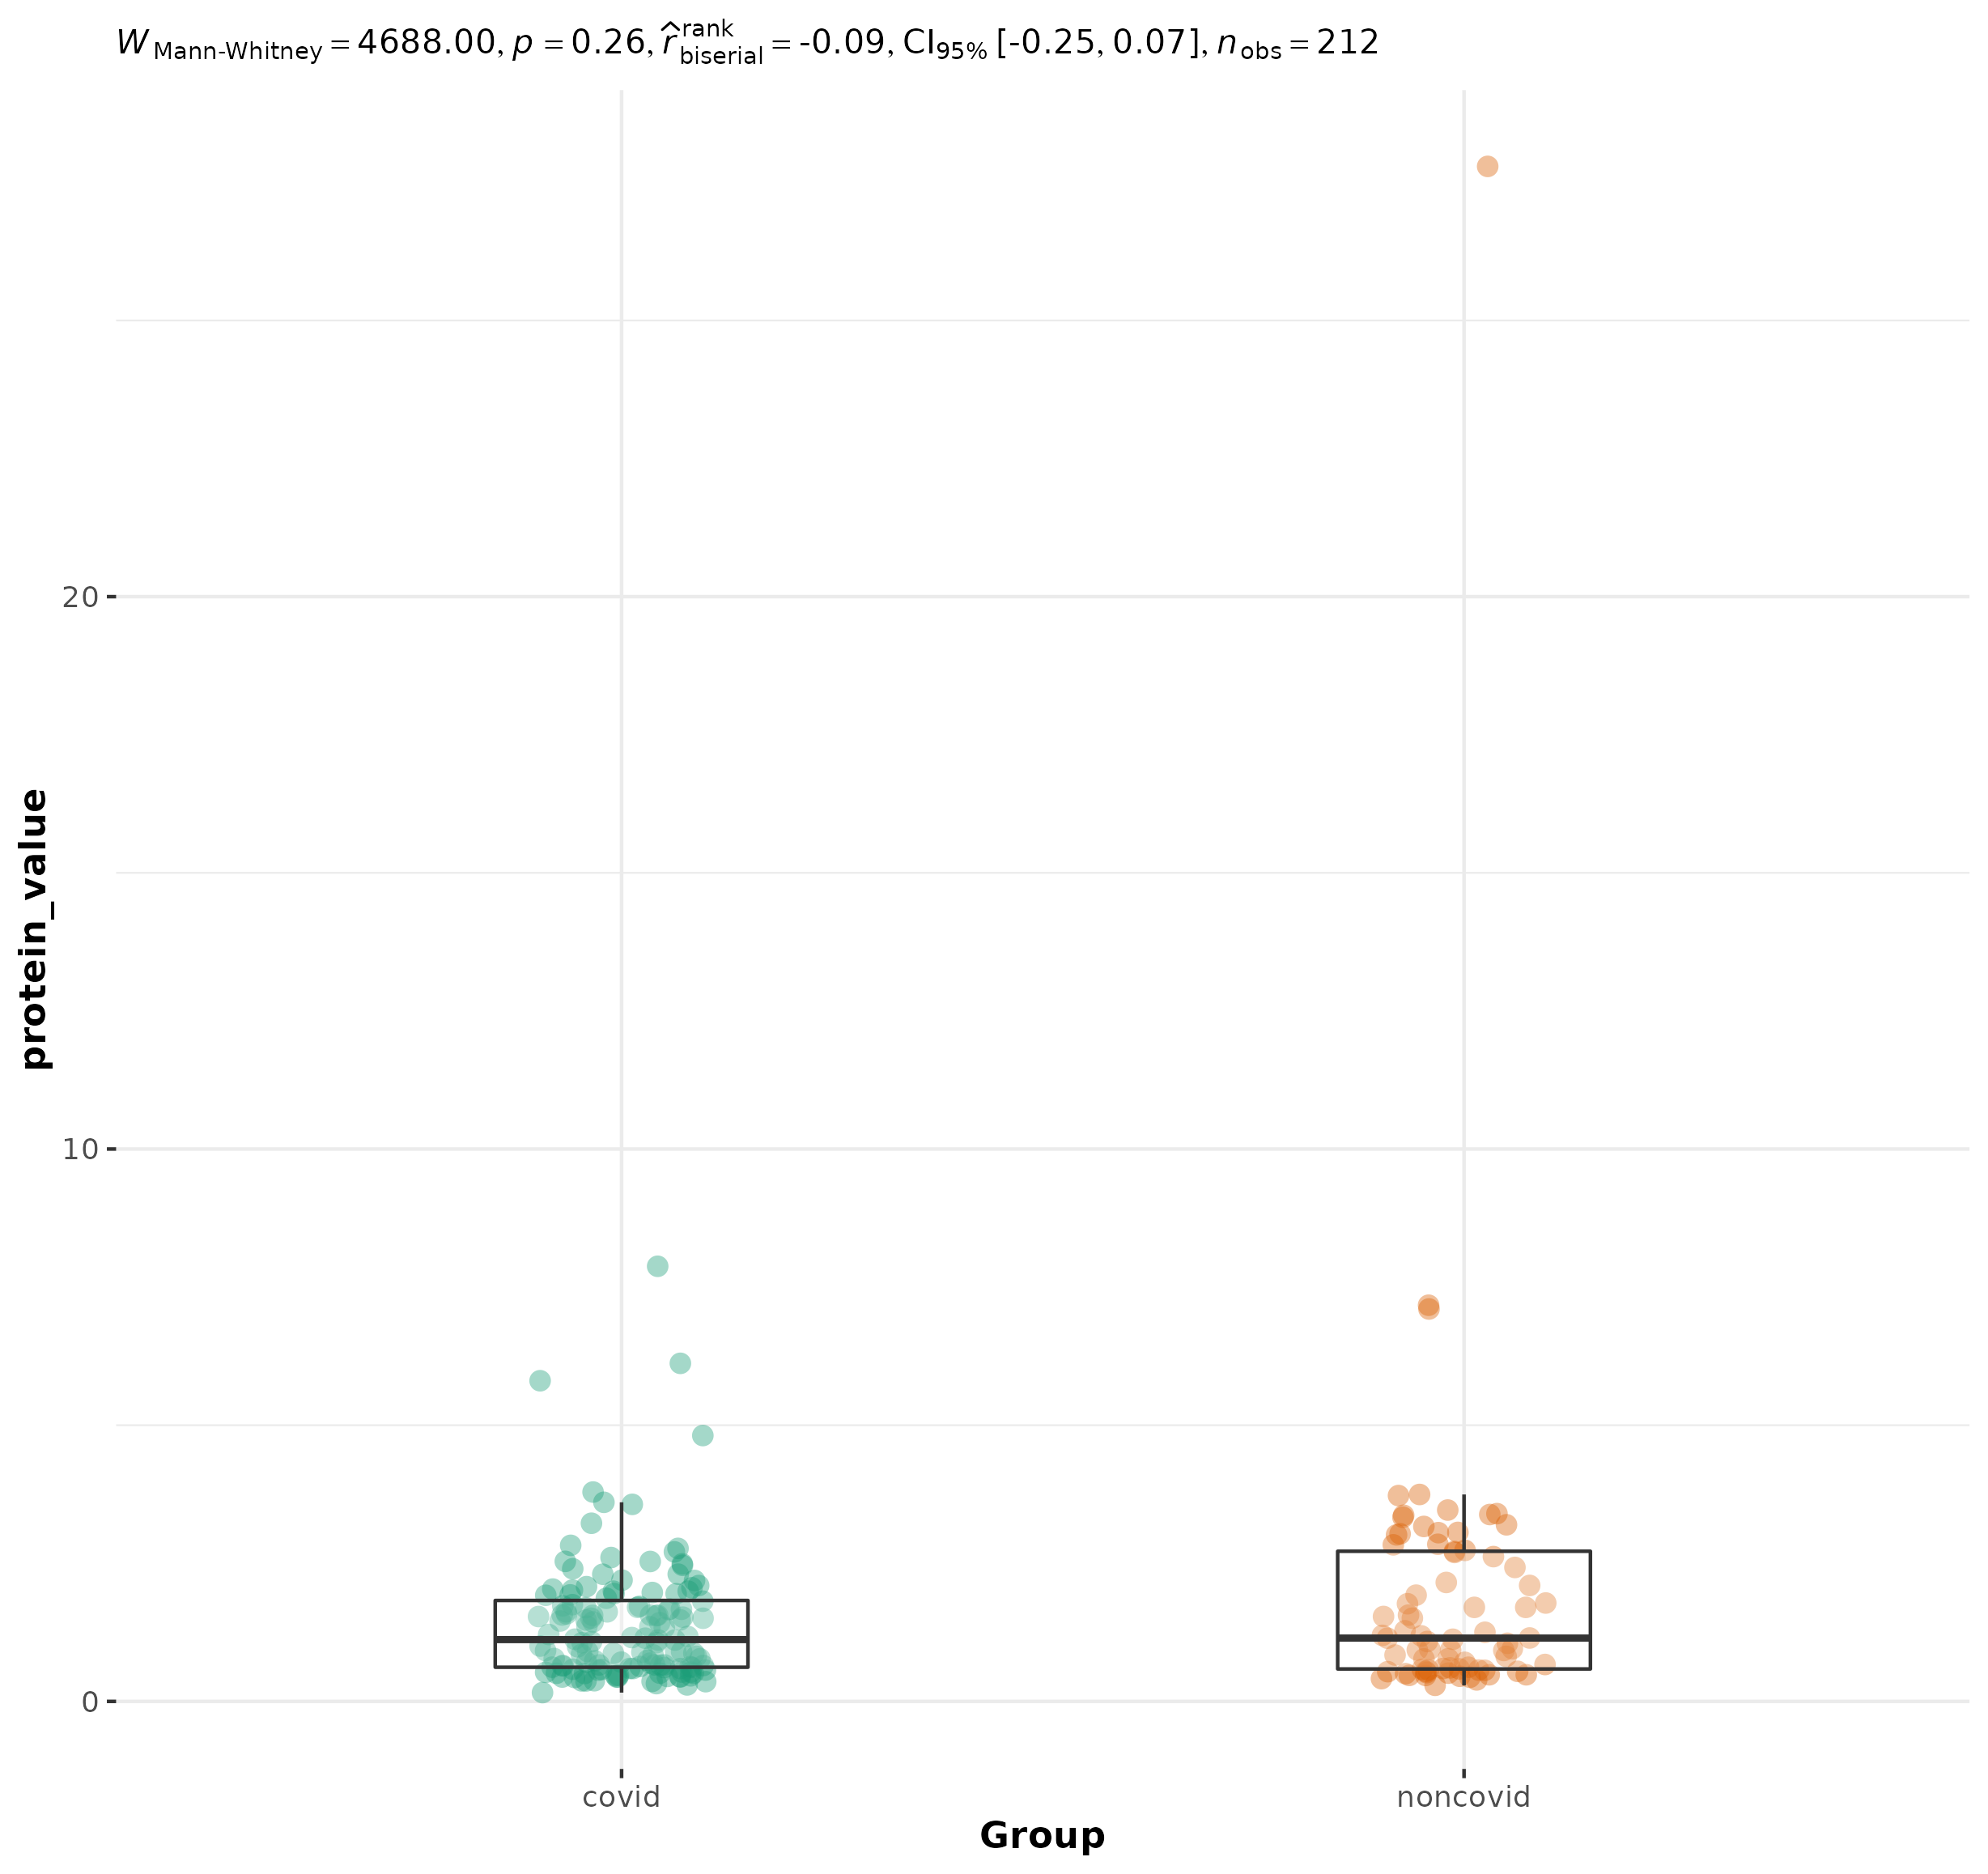 W Mann-Whitney = 4688.00, p = 0.26, r̂ rank biserial = -0.09, CI95% [-0.25, 0.07], n obs = 212
20
10
0
protein_value
covid noncovid
Group